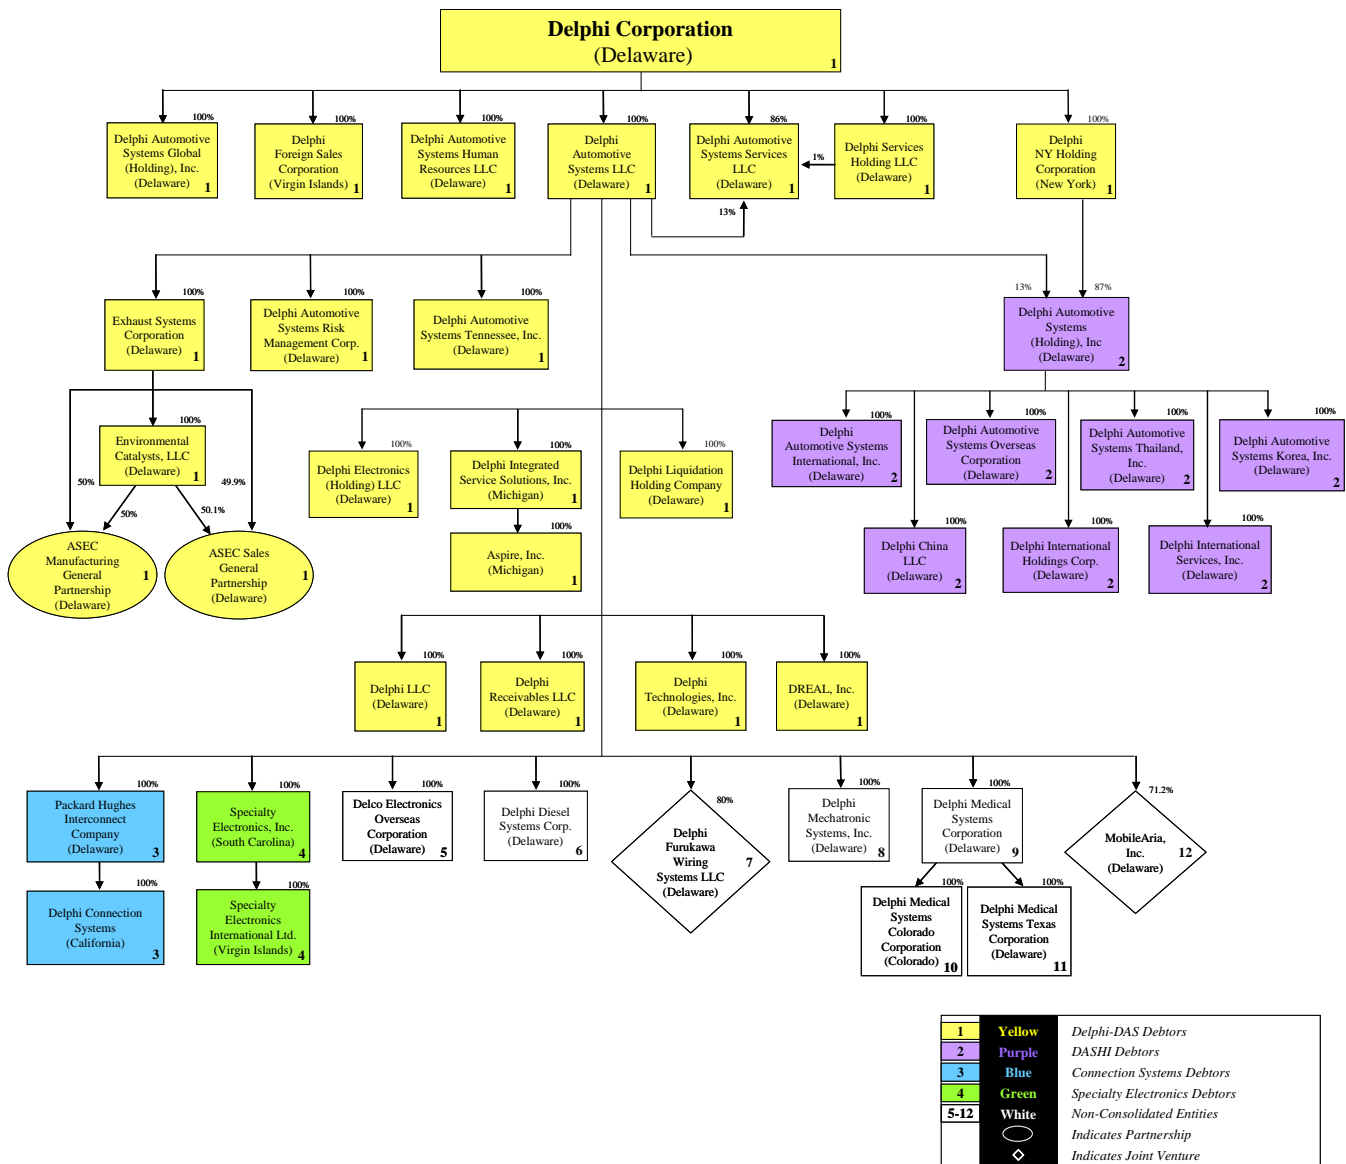 Delphi Corporation
(Delaware)
1
100%
100%
100%
100%
86%
100%
100%
Delphi Automotive
Systems Global
(Holding), Inc.
(Delaware)
1
Delphi
Foreign Sales
Corporation
(Virgin Islands)
1
Delphi Automotive
Systems Human
Resources LLC
(Delaware)
1
Delphi
Automotive
Systems LLC
(Delaware)
1
Delphi Automotive
Systems Services
LLC
(Delaware)
1
1%
Delphi Services
Holding LLC
(Delaware)
1
Delphi
NY Holding
Corporation
(New York)
1
13%
100%
100%
100%
13%
87%
Exhaust Systems
Corporation
(Delaware)
1
Delphi Automotive
Systems Risk
Management Corp.
(Delaware)
1
Delphi Automotive
Systems Tennessee, Inc.
(Delaware)
1
Delphi Automotive
Systems
(Holding), Inc
(Delaware)
2
100%
Environmental
Catalysts, LLC
(Delaware)
1
50%
49.9%
50%
50.1%
ASEC
Manufacturing
General
Partnership
(Delaware)
1
ASEC Sales
General
Partnership
(Delaware)
1
100%
100%
100%
Delphi Electronics
(Holding) LLC
(Delaware)
1
Delphi Integrated
Service Solutions, Inc.
(Michigan)
1
Delphi Liquidation
Holding Company
(Delaware)
1
100%
Aspire, Inc.
(Michigan)
1
100%
100%
100%
100%
Delphi
Automotive Systems
International, Inc.
(Delaware)
2
Delphi Automotive
Systems Overseas
Corporation
(Delaware)
2
Delphi Automotive
Systems Thailand,
Inc.
(Delaware)
2
Delphi Automotive
Systems Korea, Inc.
(Delaware)
2
100%
100%
100%
Delphi China
LLC
(Delaware)
2
Delphi International
Holdings Corp.
(Delaware)
2
Delphi International
Services, Inc.
(Delaware)
2
100%
100%
100%
100%
Delphi LLC
(Delaware)
1
Delphi
Receivables LLC
(Delaware)
1
Delphi
Technologies, Inc.
(Delaware)
1
DREAL, Inc.
(Delaware)
1
100%
100%
100%
100%
80%
100%
100%
71.2%
Packard Hughes
Interconnect
Company
(Delaware)
3
Specialty
Electronics, Inc.
(South Carolina)
4
Delco Electronics
Overseas
Corporation
(Delaware)
5
Delphi Diesel
Systems Corp.
(Delaware)
6
Delphi
Furukawa
Wiring
Systems LLC
(Delaware)
7
Delphi
Mechatronic
Systems, Inc.
(Delaware)
8
Delphi Medical
Systems
Corporation
(Delaware)
9
MobileAria,
Inc.
(Delaware)
12
100%
100%
100%
100%
Delphi Connection
Systems
(California)
3
Specialty
Electronics
International Ltd.
(Virgin Islands)
4
Delphi Medical
Systems
Colorado
Corporation
(Colorado)
10
Delphi Medical
Systems Texas
Corporation
(Delaware)
11
1 Yellow Delphi-DAS Debtors
2 Purple DASHI Debtors
3 Blue Connection Systems Debtors
4 Green Specialty Electronics Debtors
5-12 White Non-Consolidated Entities
Indicates Partnership
Indicates Joint Venture